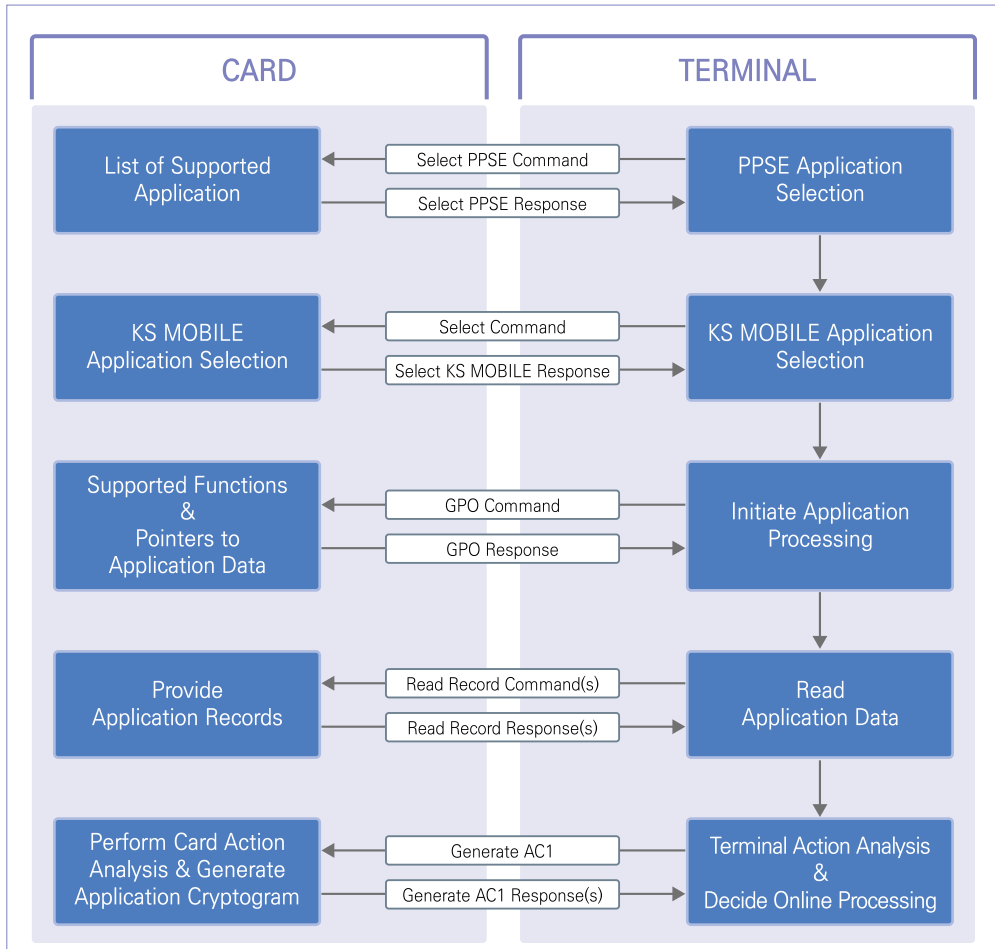 CARD
TERMINAL
List of Supported
Application
Select PPSE Command
Select PPSE Response
PPSE Application
Selection
KS MOBILE
Application Selection
Select Command
Select KS MOBILE Response
KS MOBILE Application
Selection
Supported Functions
&
Pointers to
Application Data
GPO Command
GPO Response
Initiate Application
Processing
Provide
Application Records
Read Record Command(s)
Read Record Response(s)
Read
Application Data
Perform Card Action
Analysis & Generate
Application Cryptogram
Generate AC1
Generate AC1 Response(s)
Terminal Action Analysis
&
Decide Online Processing